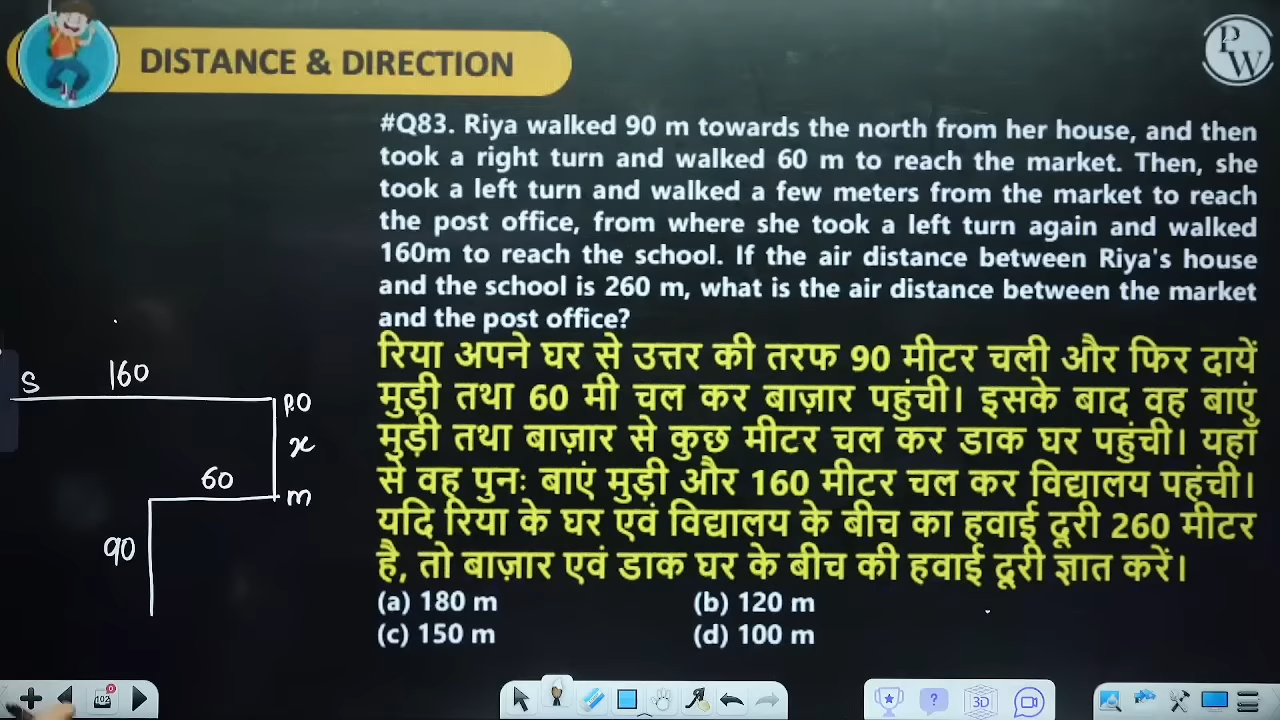 DISTANCE & DIRECTION
PW
#Q83. Riya walked 90 m towards the north from her house, and then
took a right turn and walked 60 m to reach the market. Then, she
took a left turn and walked a few meters from the market to reach
the post office, from where she took a left turn again and walked
160m to reach the school. If the air distance between Riya's house
and the school is 260 m, what is the air distance between the market
and the post office?
रिया अपने घर से उत्तर की तरफ 90 मीटर चली और फिर दायें
मुड़ी तथा 60 मी चल कर बाज़ार पहुंची। इसके बाद वह बाएं
मुड़ी तथा बाज़ार से कुछ मीटर चल कर डाक घर पहुंची। यहाँ
से वह पुनः बाएं मुड़ी और 160 मीटर चल कर विद्यालय पहुंची।
यदि रिया के घर एवं विद्यालय के बीच का हवाई दूरी 260 मीटर
है, तो बाज़ार एवं डाक घर के बीच की हवाई दूरी ज्ञात करें।
(a) 180 m (b) 120 m
(c) 150 m (d) 100 m
S 160
P.O
x
60
m
90
102
?
3D